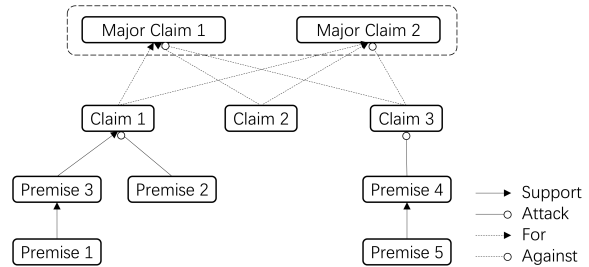 Major Claim 1
Major Claim 2
Claim 1
Claim 2
Claim 3
Premise 3
Premise 2
Premise 4
Premise 1
Premise 5
Support
Attack
For
Against